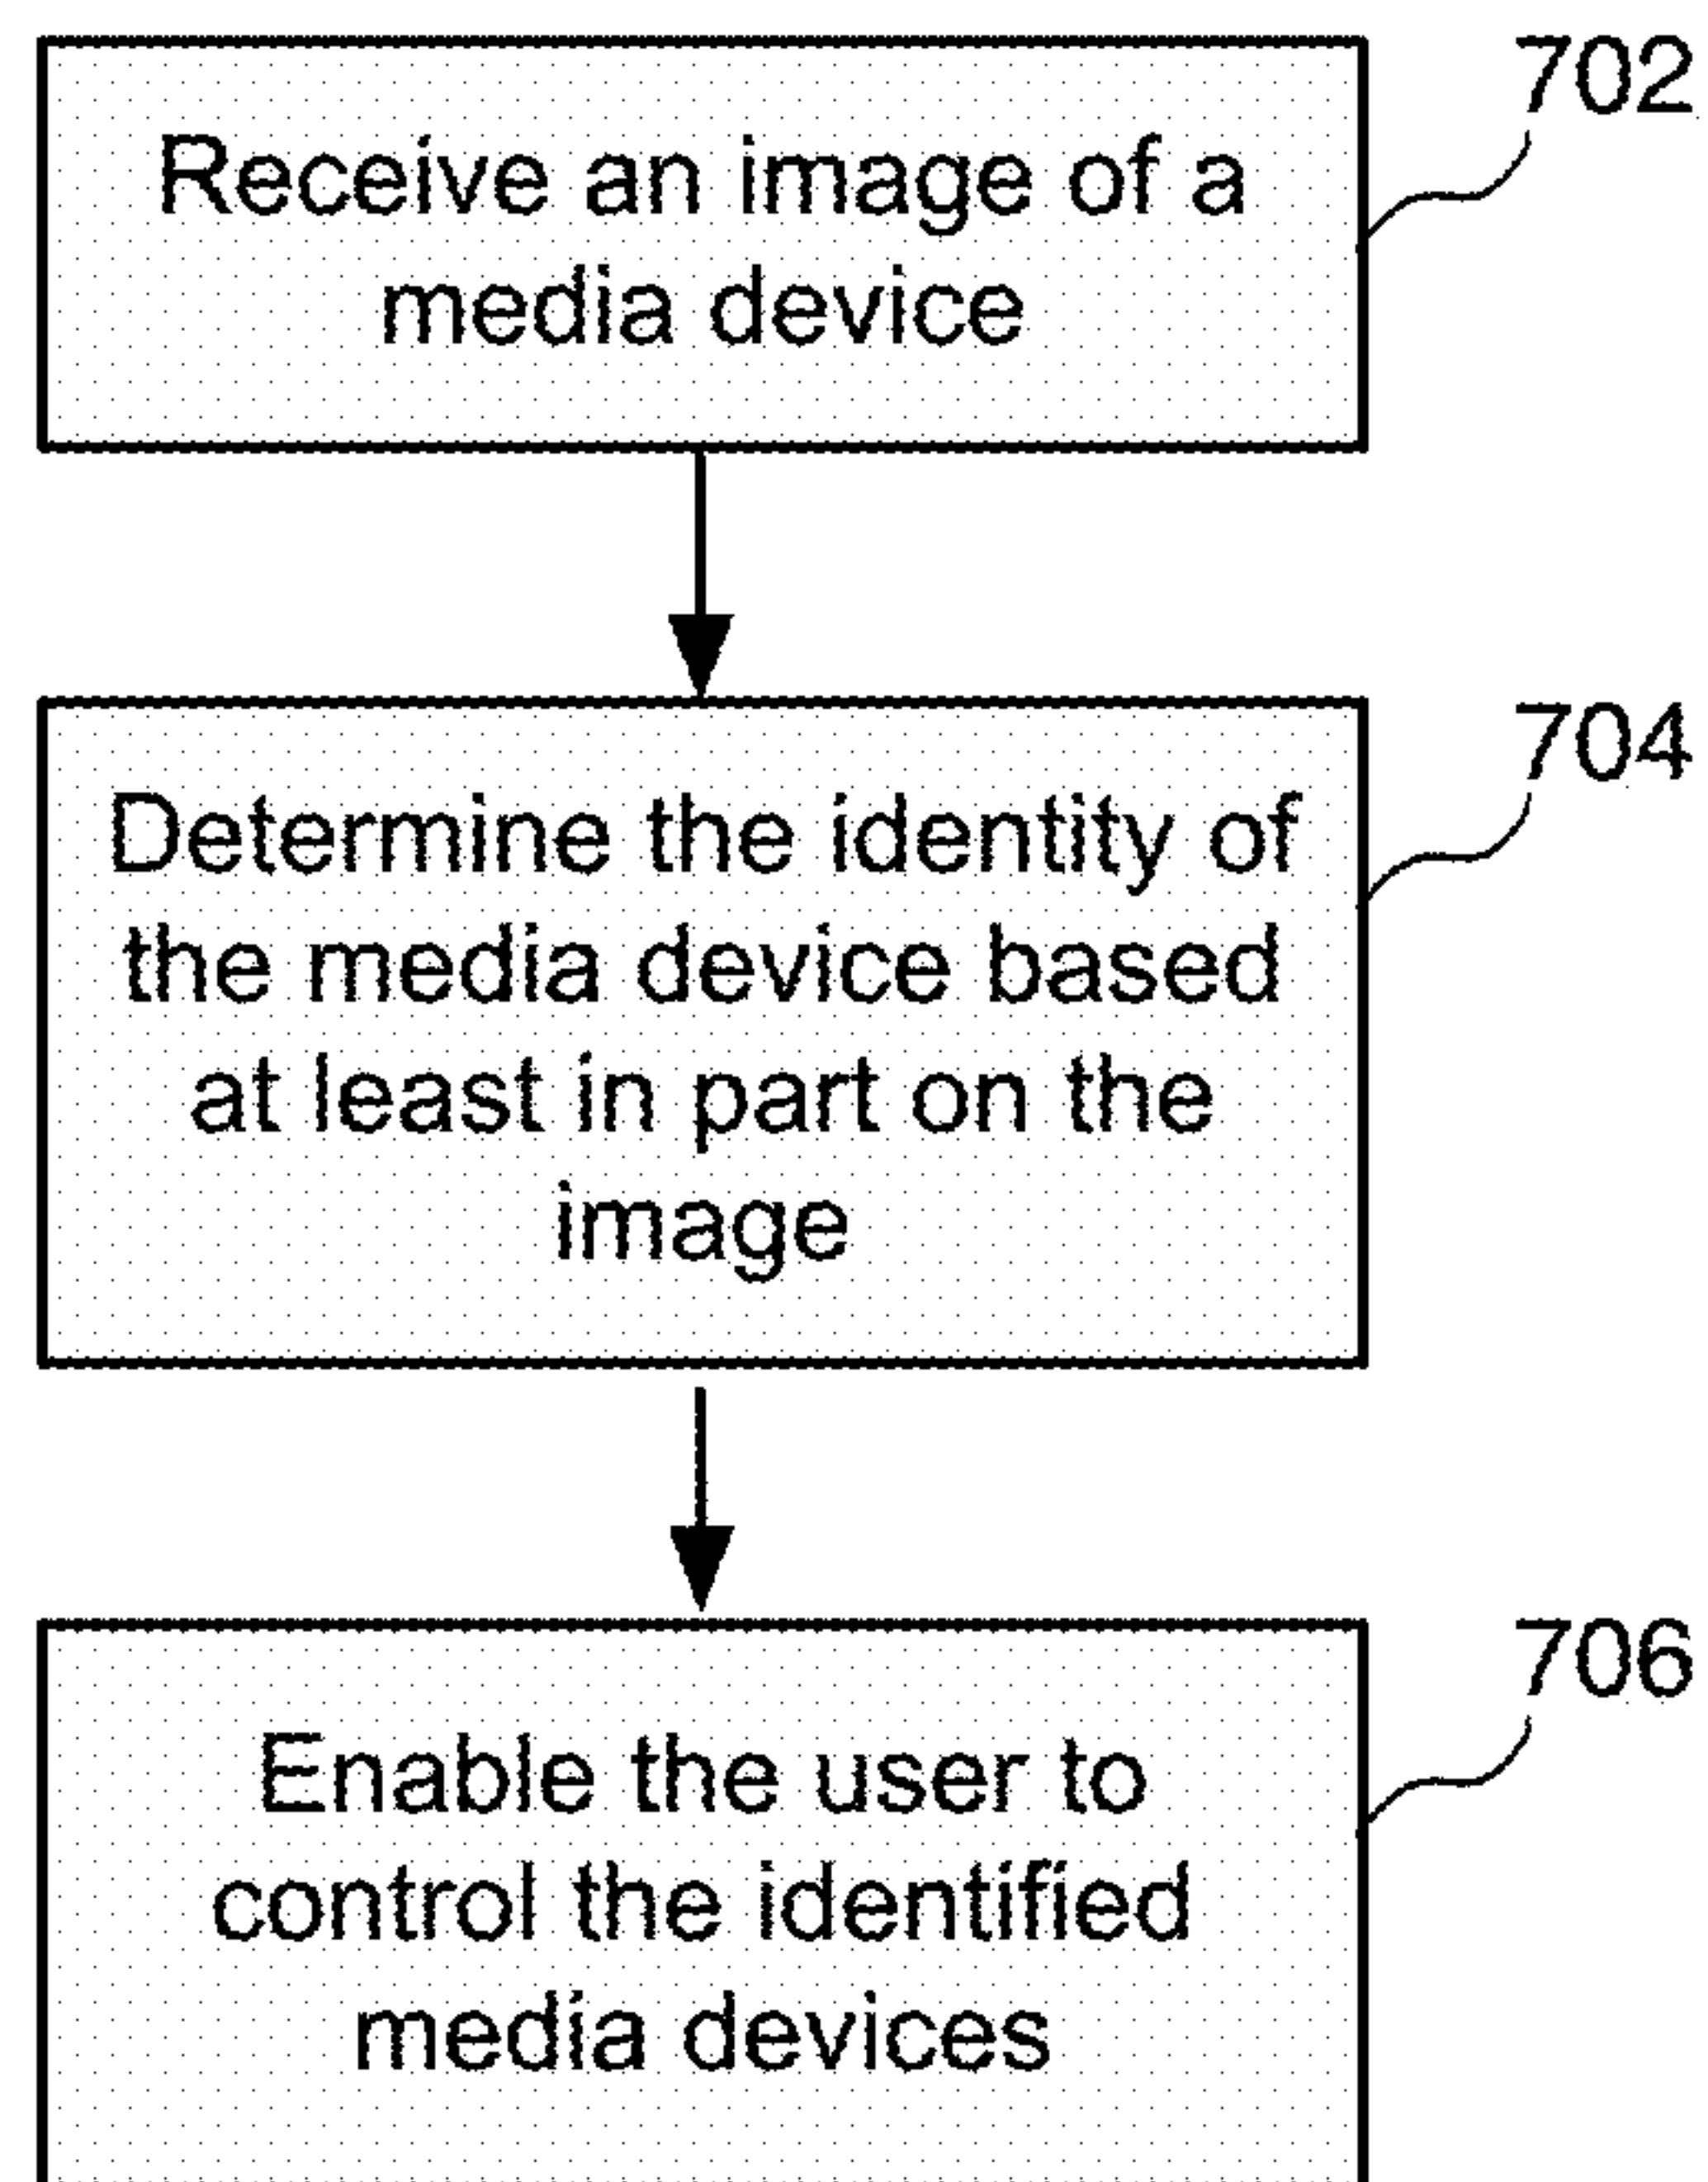 702
Receive an image of a
media device
704
Determine the identity of
the media device based
at least in part on the
image
706
Enable the user to
control the identified
media devices